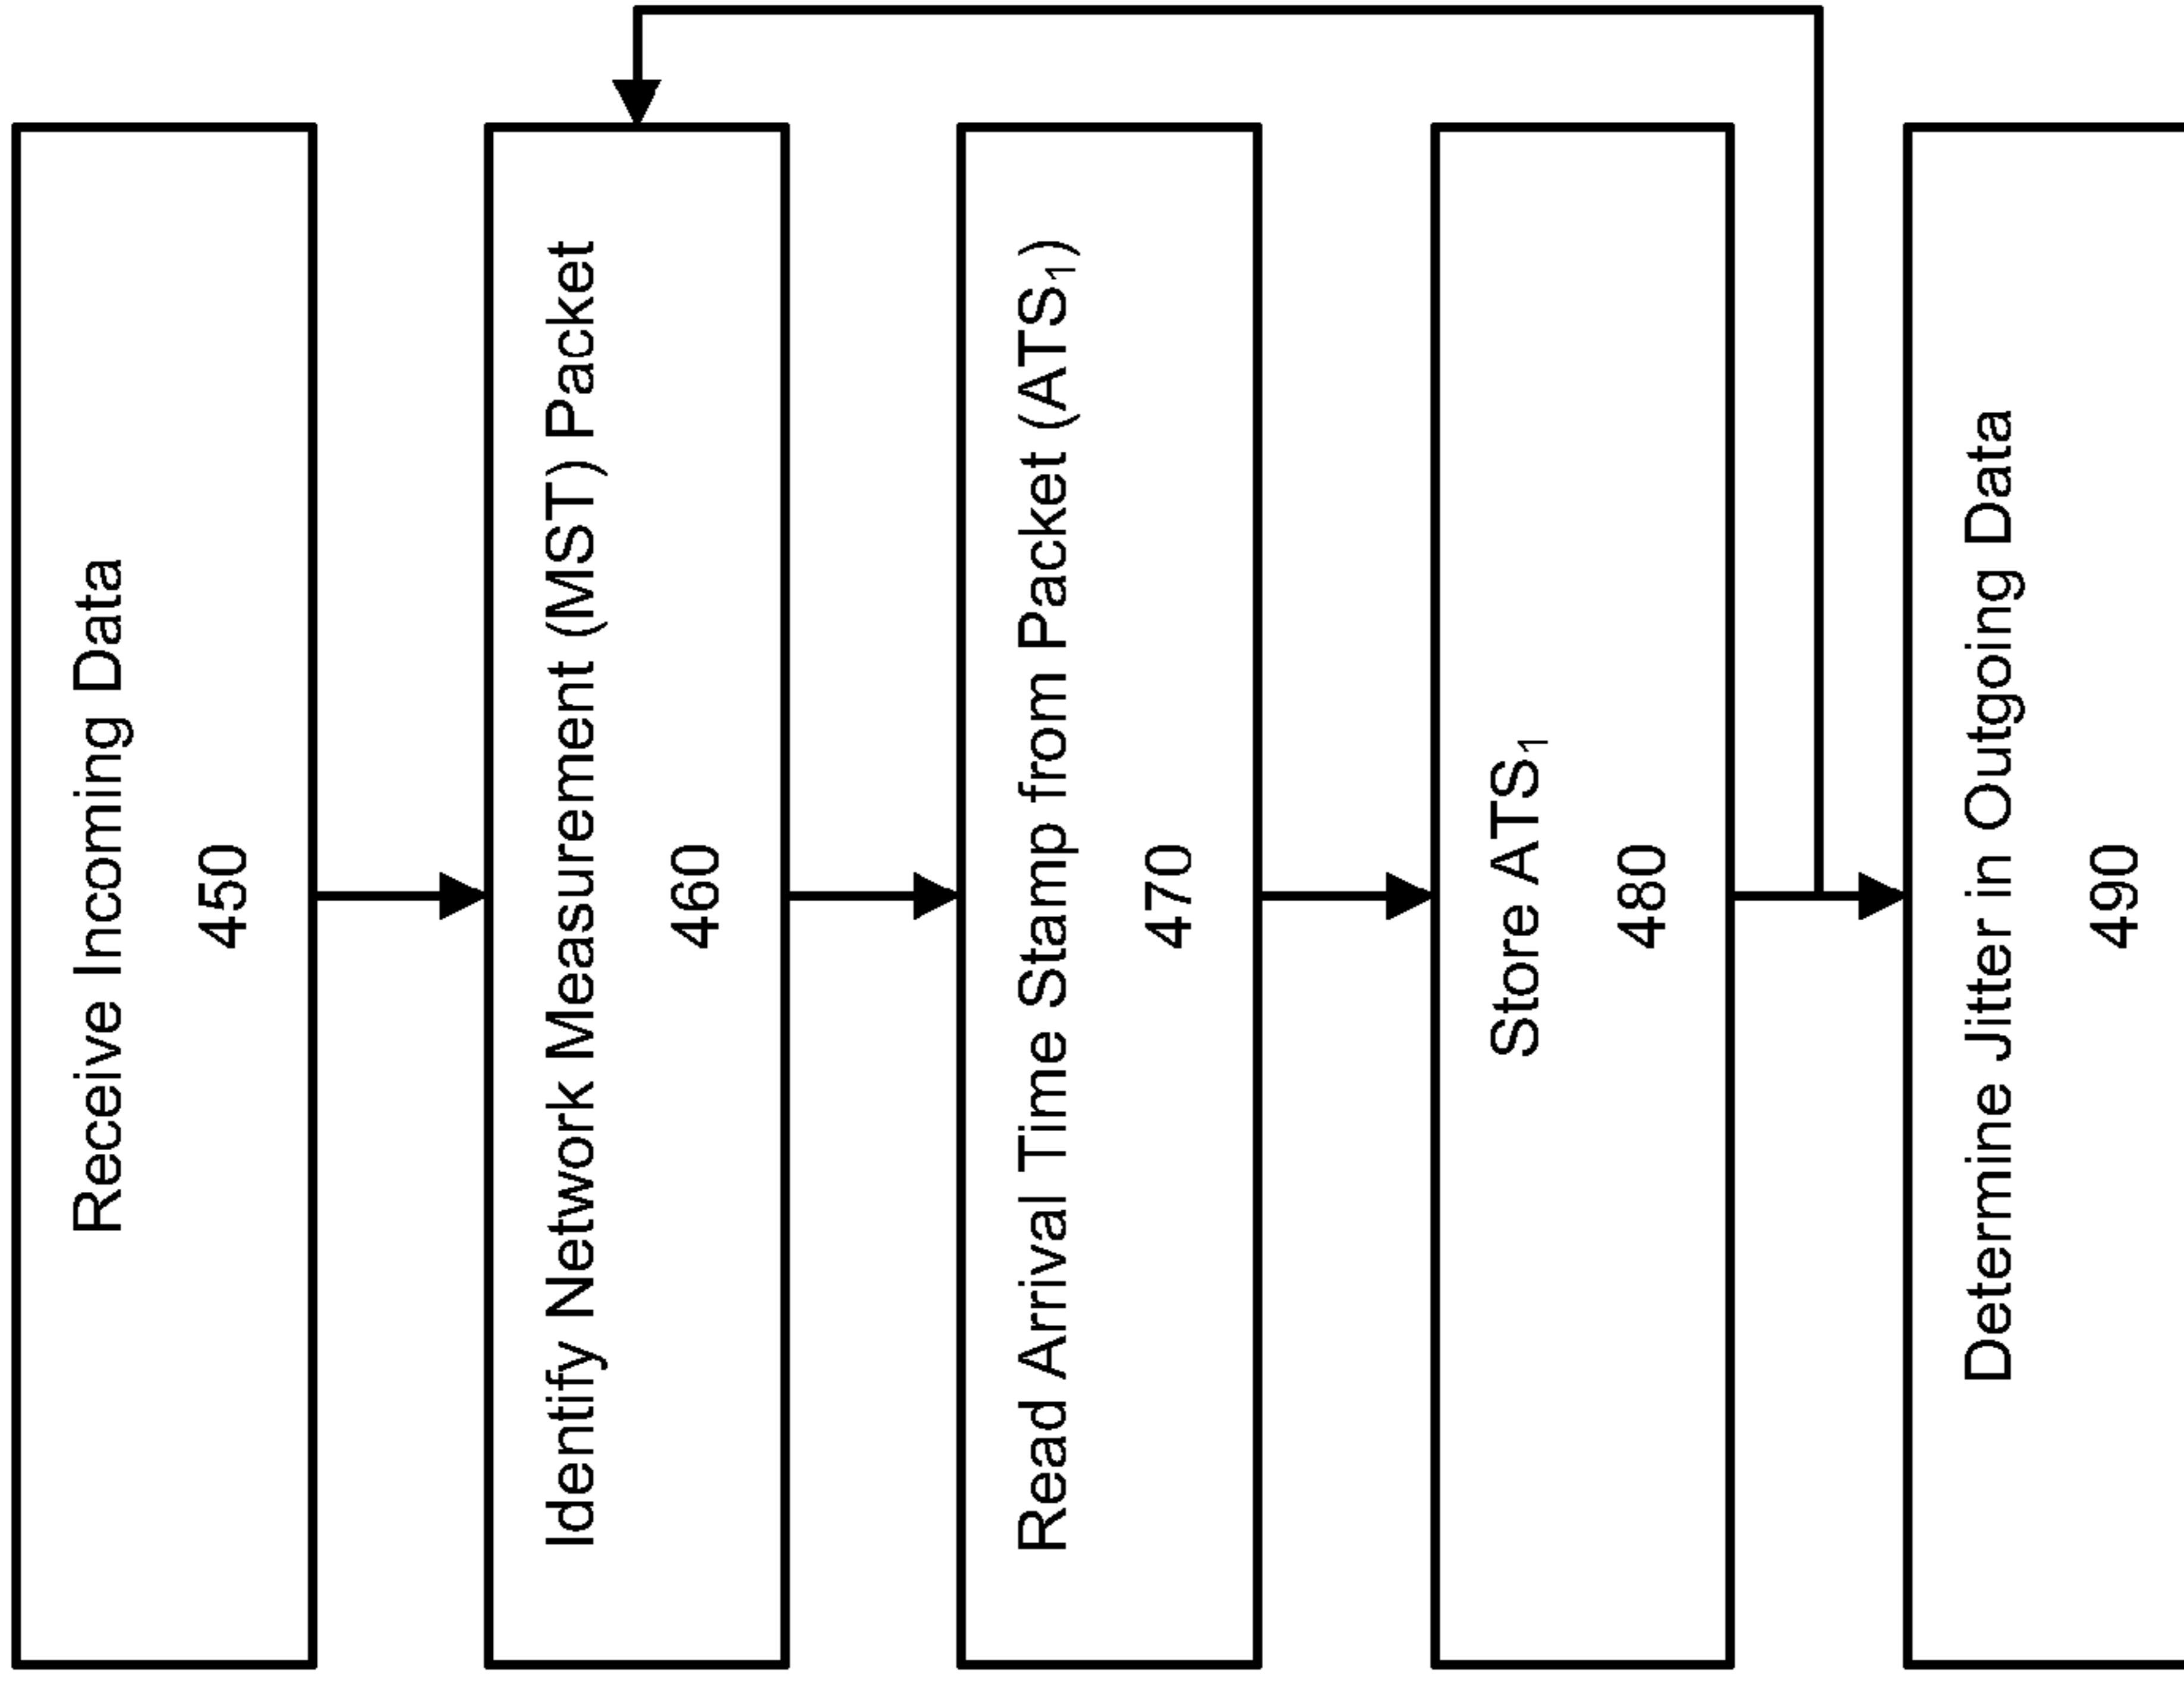 Receive Incoming Data
450
Identify Network Measurement (MST) Packet
460
Read Arrival Time Stamp from Packet (ATS₁)
470
Store ATS₁
480
Determine Jitter in Outgoing Data
490